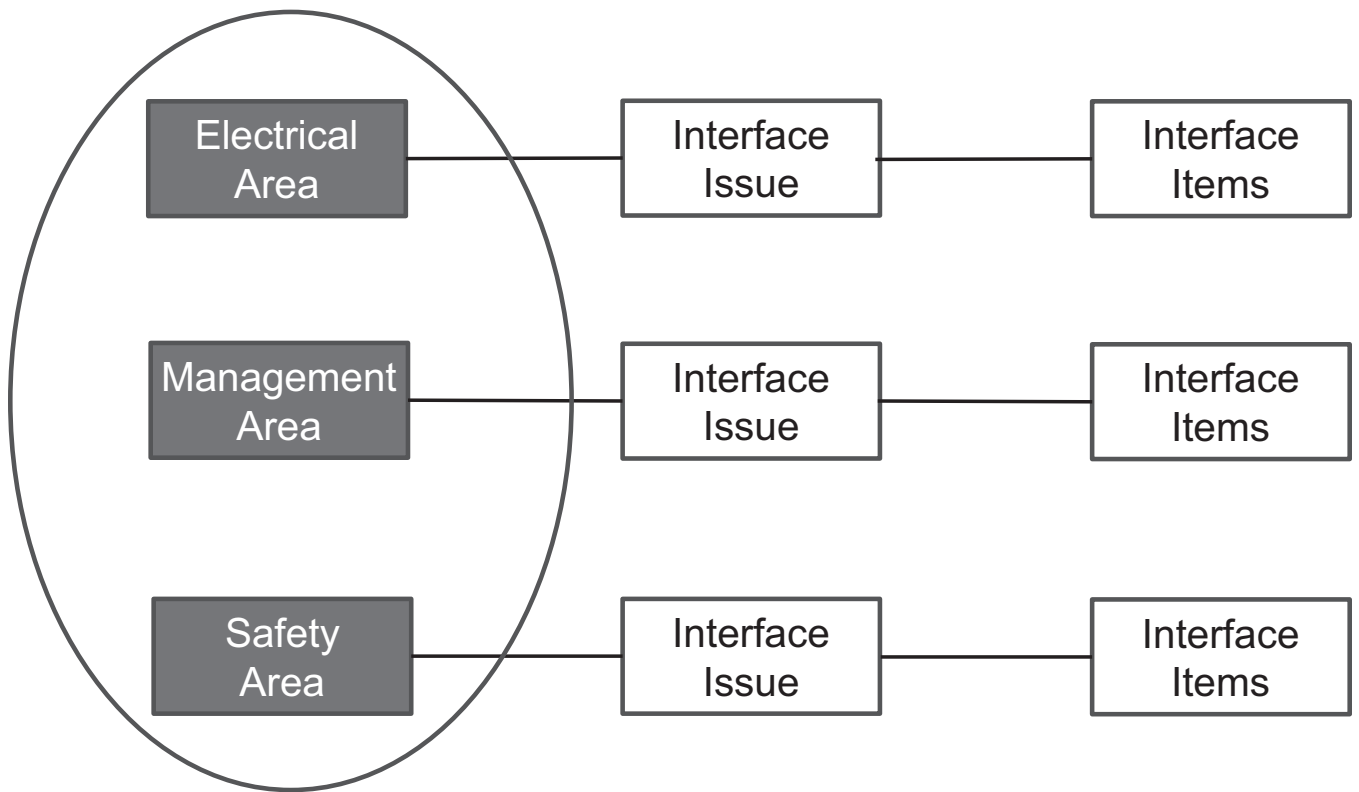 Electrical
Area
Interface
Issue
Interface
Items
Management
Area
Interface
Issue
Interface
Items
Safety
Area
Interface
Issue
Interface
Items